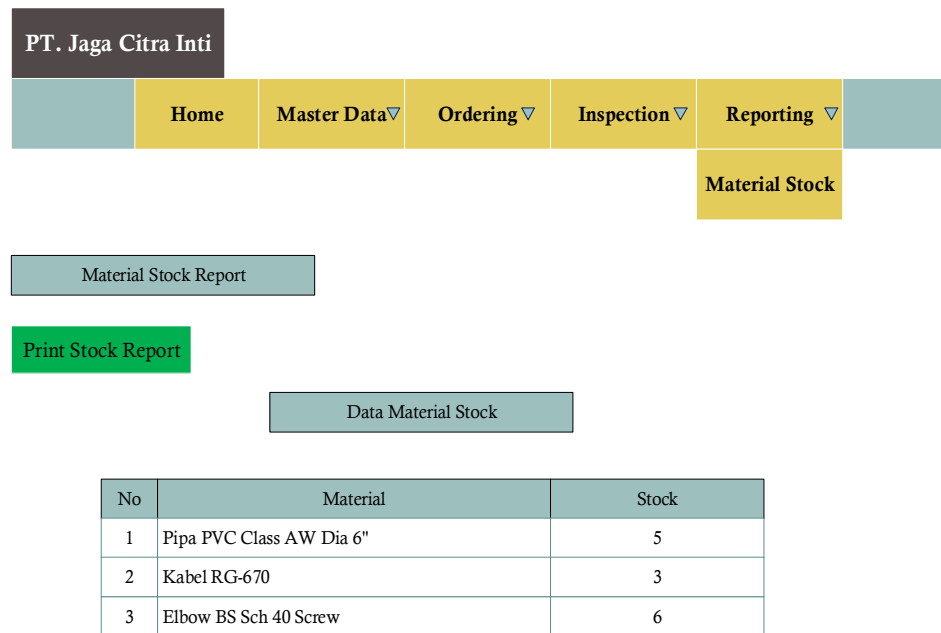 PT. Jaga Citra Inti
Home Master Data Ordering Inspection Reporting
Material Stock
Material Stock Report
Print Stock Report
Data Material Stock
No Material Stock
1 Pipa PVC Class AW Dia 6" 5
2 Kabel RG-670 3
3 Elbow BS Sch 40 Screw 6